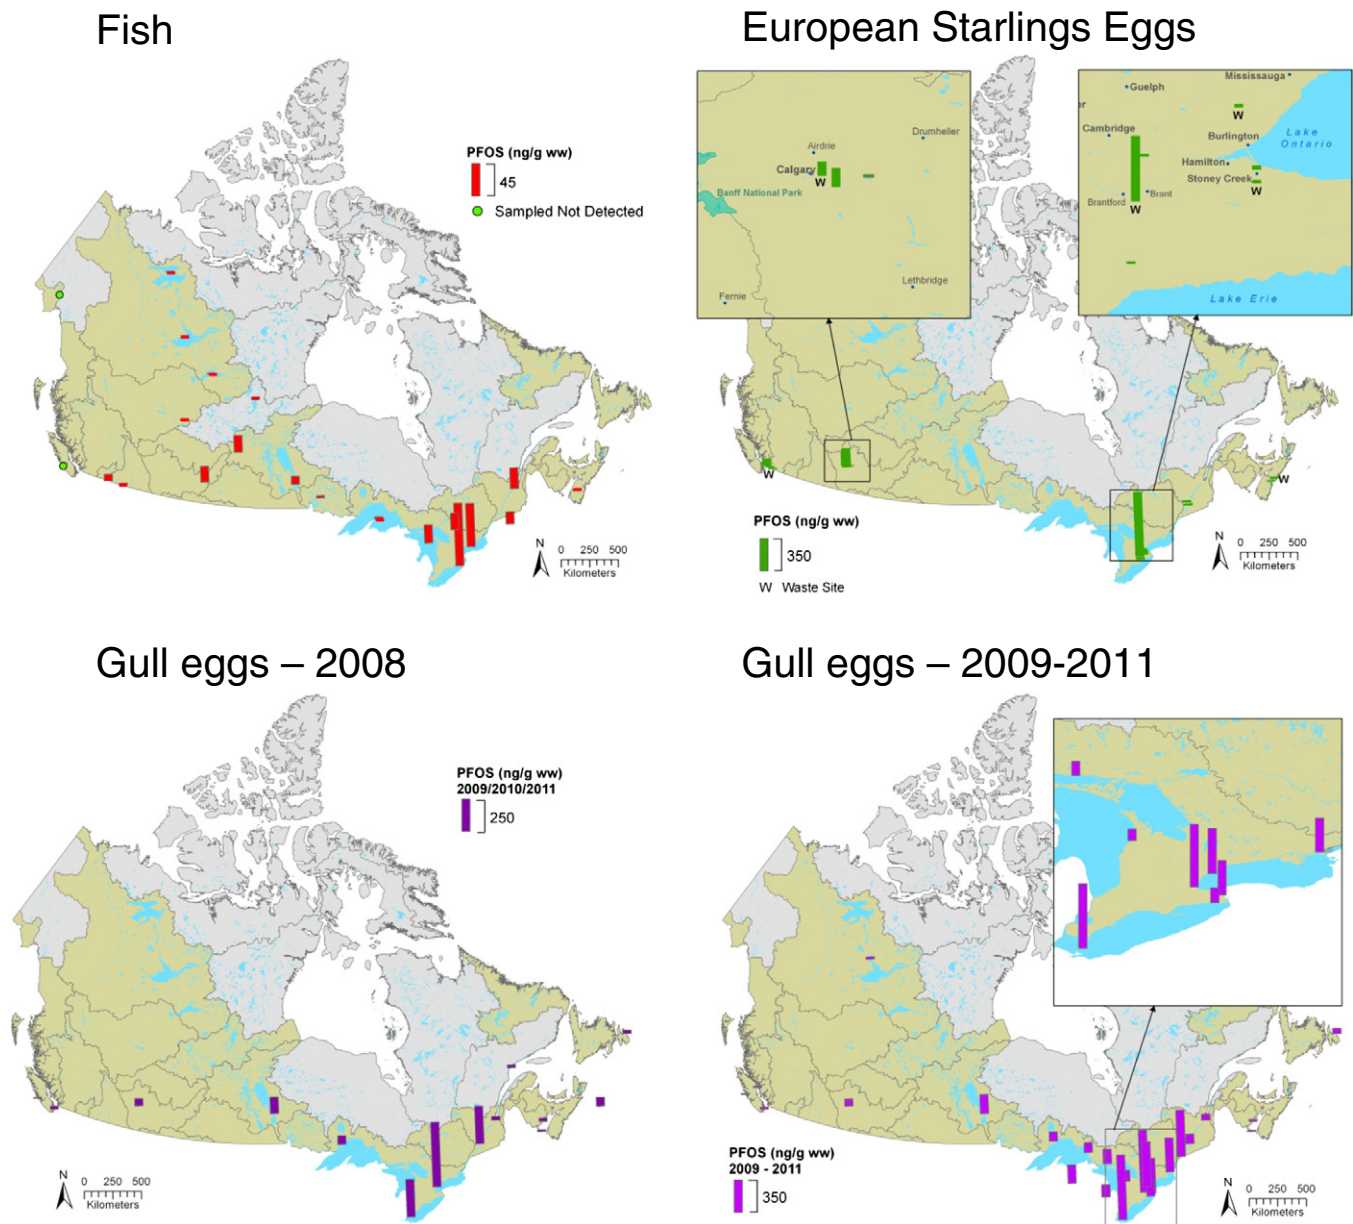 Fish
PFOS (ng/g ww)
45
Sampled Not Detected
N
0 250 500
Kilometers
European Starlings Eggs
Drumheller
Airdrie
Calgary
W
Banff National Park
Lethbridge
Fernie
Mississauga
Guelph
er
W
Cambridge
Burlington
Lake
Ontario
Hamilton
Stoney Creek
W
Brantford
Brant
W
Lake Erie
W
W
PFOS (ng/g ww)
350
W Waste Site
N
0 250 500
Kilometers
Gull eggs – 2008
PFOS (ng/g ww)
2009/2010/2011
250
N
0 250 500
Kilometers
Gull eggs – 2009-2011
PFOS (ng/g ww)
2009 - 2011
350
N
0 250 500
Kilometers